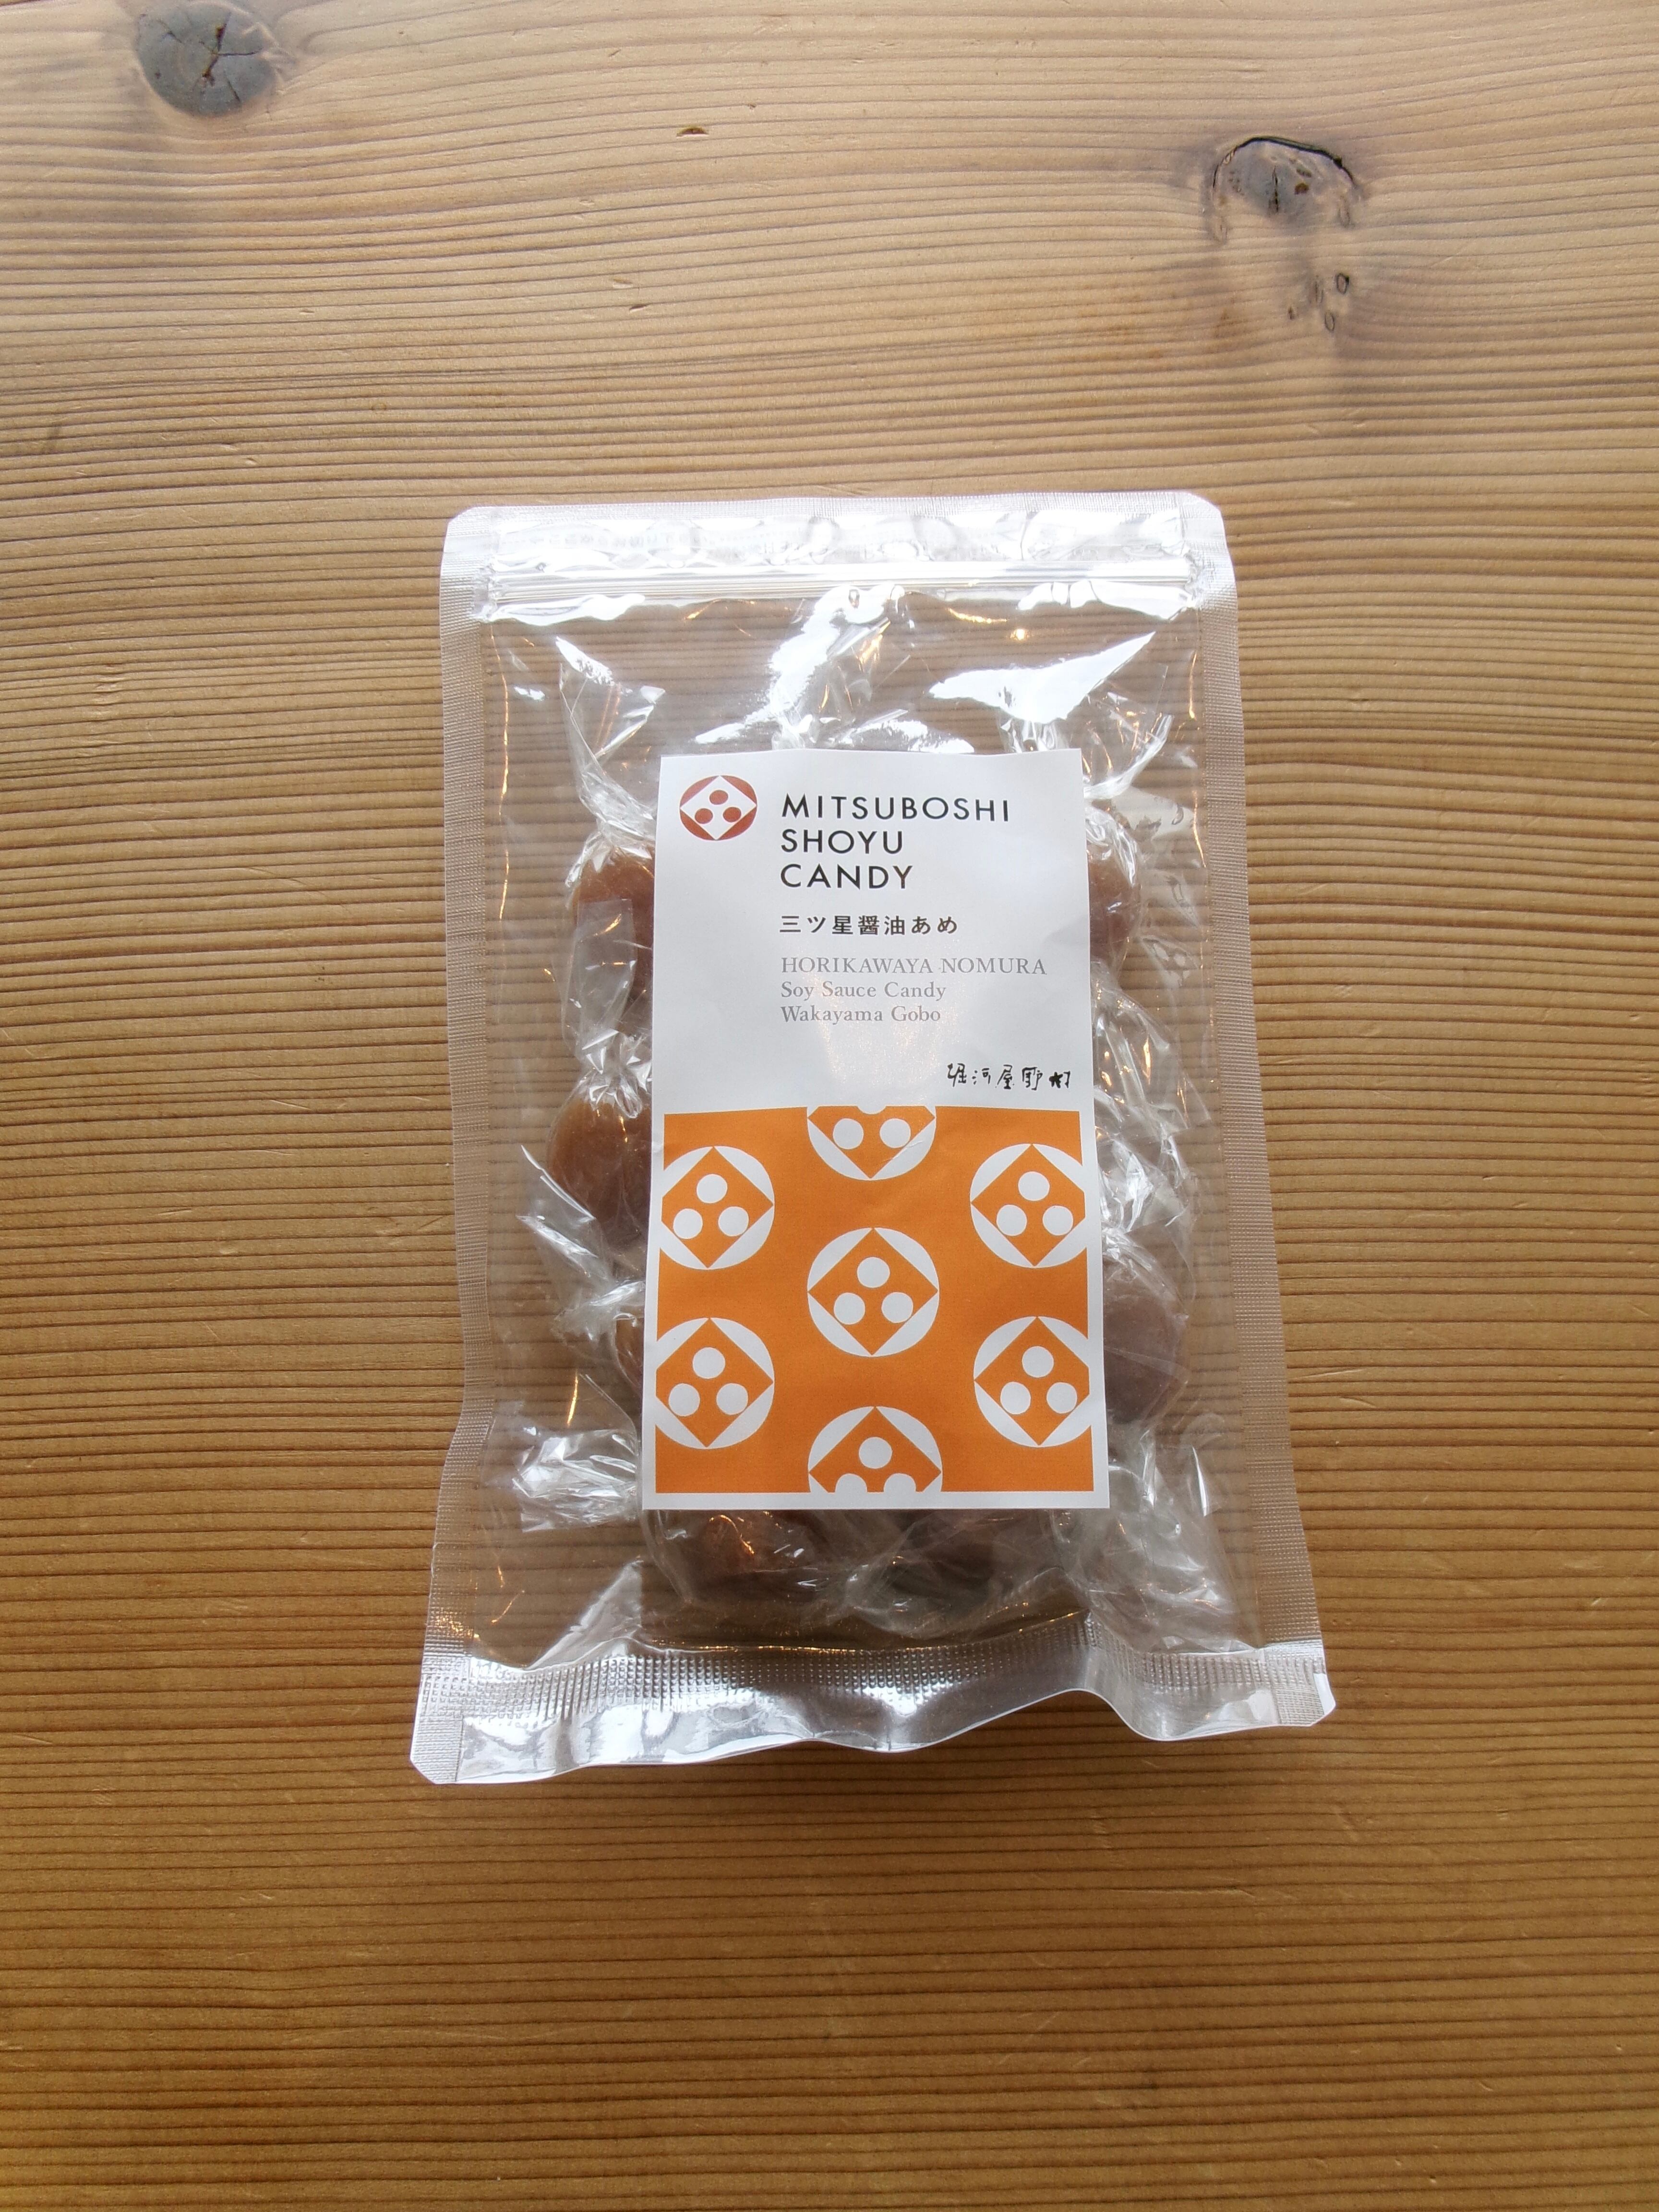 MITSUBOSHI
SHOYU
CANDY
三ツ星醤油あめ
HORIKAWAYA NOMURA
Soy Sauce Candy
Wakayama Gobo
堀河屋野村